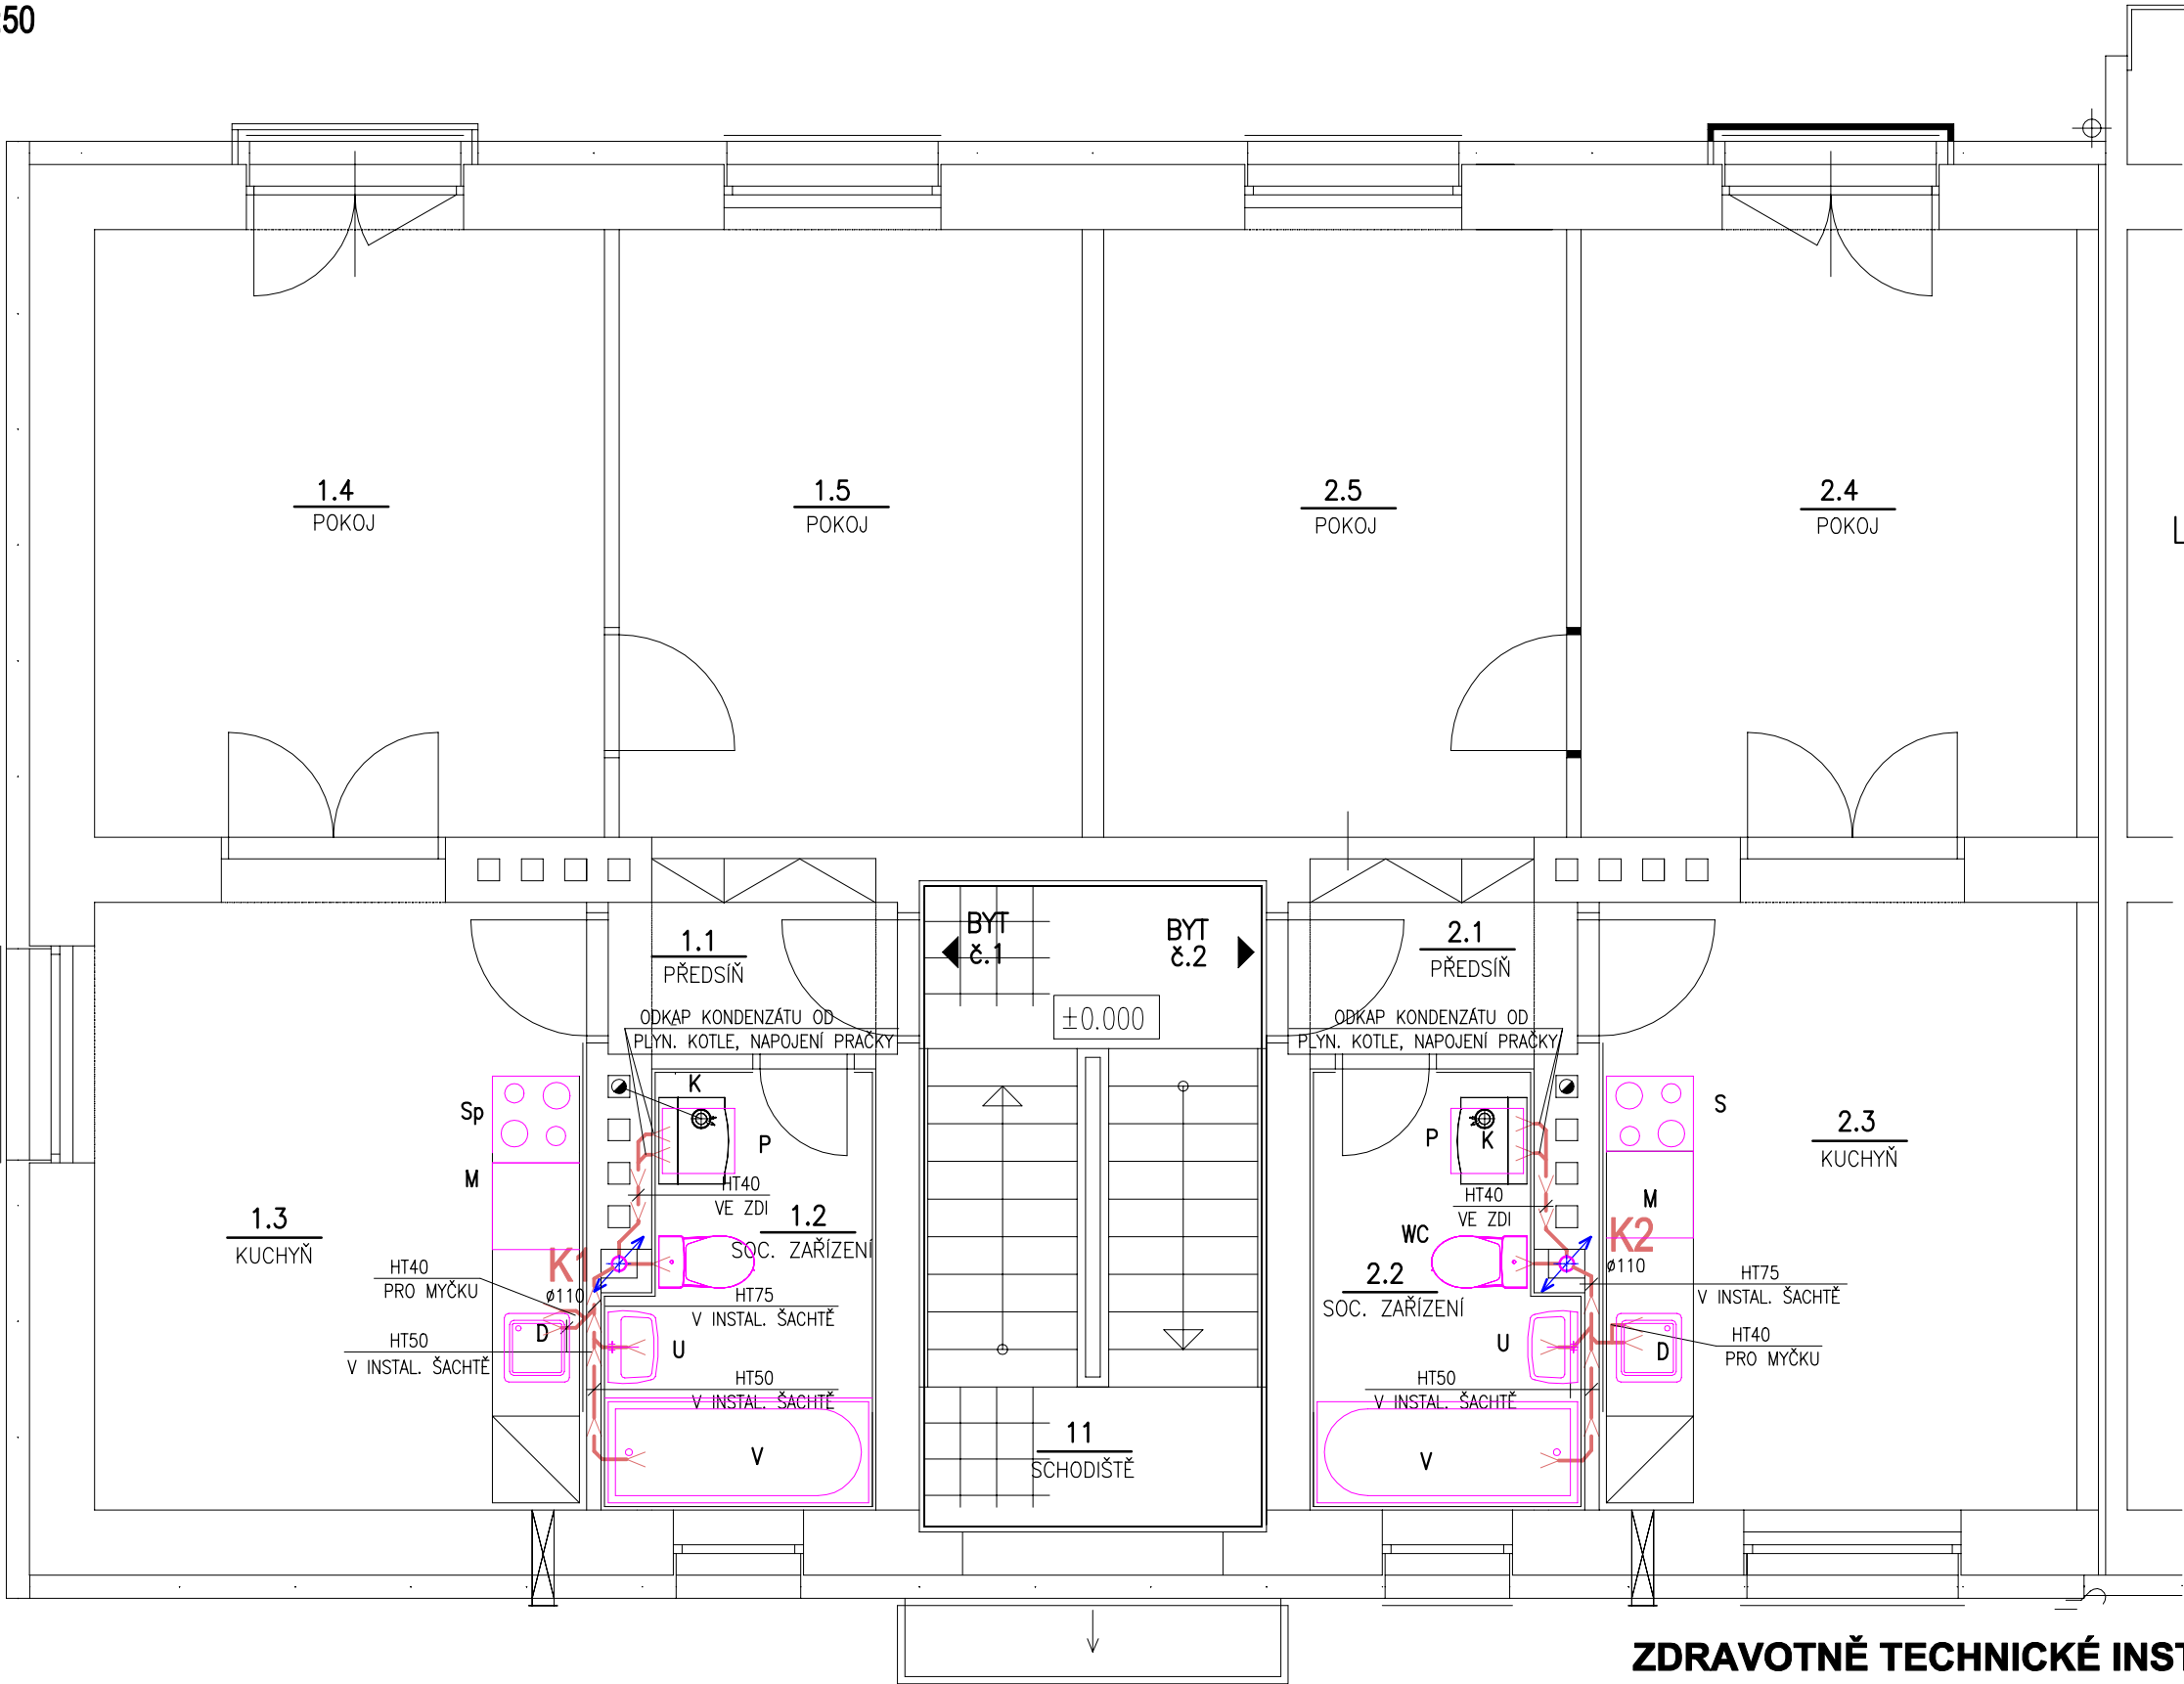 250
1.4
POKOJ
1.5
POKOJ
2.5
POKOJ
2.4
POKOJ
L
BYT
č.1
BYT
č.2
1.1
PŘEDSÍŇ
2.1
PŘEDSÍŇ
±0.000
ODKAP KONDENZÁTU OD
PLYN. KOTLE, NAPOJENÍ PRAČKY
ODKAP KONDENZÁTU OD
PLYN. KOTLE, NAPOJENÍ PRAČKY
Sp
K
P
M
HT40
VE ZDI
1.2
SOC. ZAŘÍZENÍ
1.3
KUCHYŇ
K1
ø110
HT40
PRO MYČKU
HT75
V INSTAL. ŠACHTĚ
D
HT50
V INSTAL. ŠACHTĚ
U
HT50
V INSTAL. ŠACHTĚ
V
11
SCHODIŠTĚ
P
K
S
2.3
KUCHYŇ
HT40
VE ZDI
M
WC
K2
ø110
2.2
SOC. ZAŘÍZENÍ
HT75
V INSTAL. ŠACHTĚ
U
D
HT40
PRO MYČKU
HT50
V INSTAL. ŠACHTĚ
V
ZDRAVOTNĚ TECHNICKÉ INST